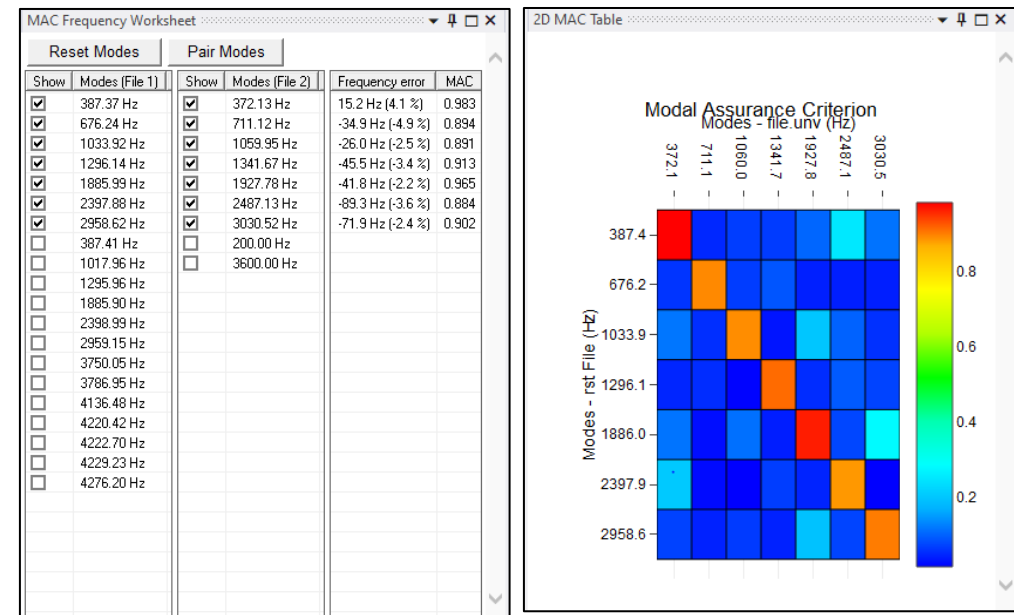 MAC Frequency Worksheet
Reset Modes Pair Modes
Show Modes (File 1) Show Modes (File 2) Frequency error MAC
387.37 Hz 372.13 Hz 15.2 Hz (4.1 %) 0.983
676.24 Hz 711.12 Hz -34.9 Hz (-4.9 %) 0.894
1033.92 Hz 1059.95 Hz -26.0 Hz (-2.5 %) 0.891
1296.14 Hz 1341.67 Hz -45.5 Hz (-3.4 %) 0.913
1885.99 Hz 1927.78 Hz -41.8 Hz (-2.2 %) 0.965
2397.88 Hz 2487.13 Hz -89.3 Hz (-3.6 %) 0.884
2958.62 Hz 3030.52 Hz -71.9 Hz (-2.4 %) 0.902
387.41 Hz 200.00 Hz
1017.96 Hz 3600.00 Hz
1295.96 Hz
1885.90 Hz
2398.99 Hz
2959.15 Hz
3750.05 Hz
3786.95 Hz
4136.48 Hz
4220.42 Hz
4222.70 Hz
4229.23 Hz
4276.20 Hz
2D MAC Table
Modal Assurance Criterion
Modes - file.unv (Hz)
372.1 711.1 1060.0 1341.7 1927.8 2487.1 3030.5
Modes - rst File (Hz)
387.4
676.2
1033.9
1296.1
1886.0
2397.9
2958.6
0.8
0.6
0.4
0.2